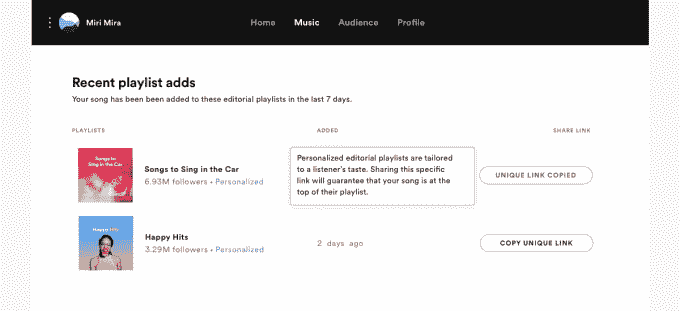 Miri Mira
Home Music Audience Profile
Recent playlist adds
Your song has been been added to these editorial playlists in the last 7 days.
PLAYLISTS ADDED SHARE LINK
Songs to
Sing in the Car
Songs to Sing in the Car
6.93M followers • Personalized
Personalized editorial playlists are tailored
to a listener's taste. Sharing this specific
link will guarantee that your song is at the
top of their playlist.
UNIQUE LINK COPIED
Happy Hits
Happy Hits
3.29M followers • Personalized
2 days ago
COPY UNIQUE LINK